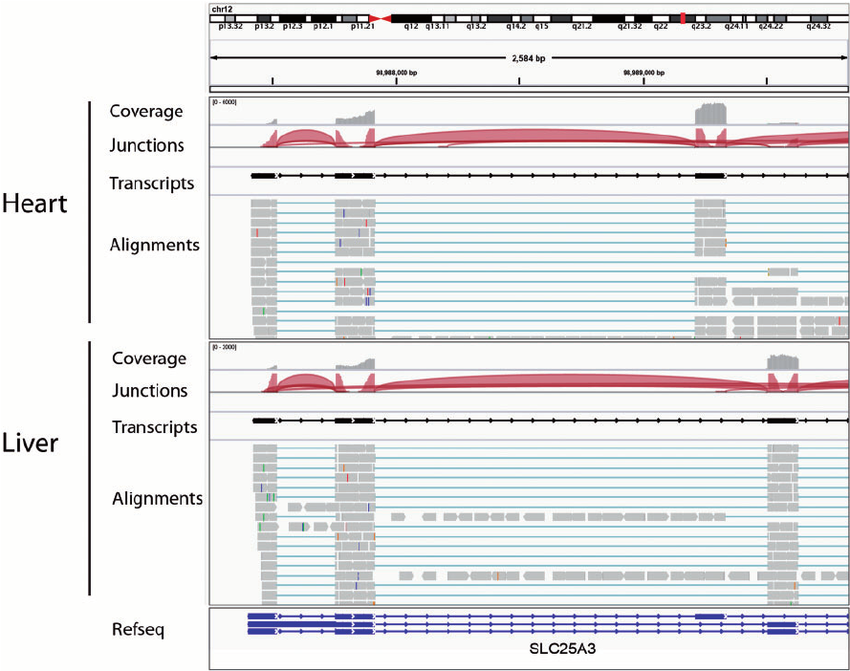 chr12
p13.32 p13.2 p12.3 p12.1 p11.21 q12 q13.11 q13.2 q14.2 q15 q21.2 q21.32 q22 q23.2 q24.11 q24.22 q24.32
2,584 bp
98,988,000 bp 98,989,000 bp
[0 - 6000]
Heart
Coverage
Junctions
Transcripts
Alignments
[0 - 2000]
Liver
Coverage
Junctions
Transcripts
Alignments
Refseq
SLC25A3